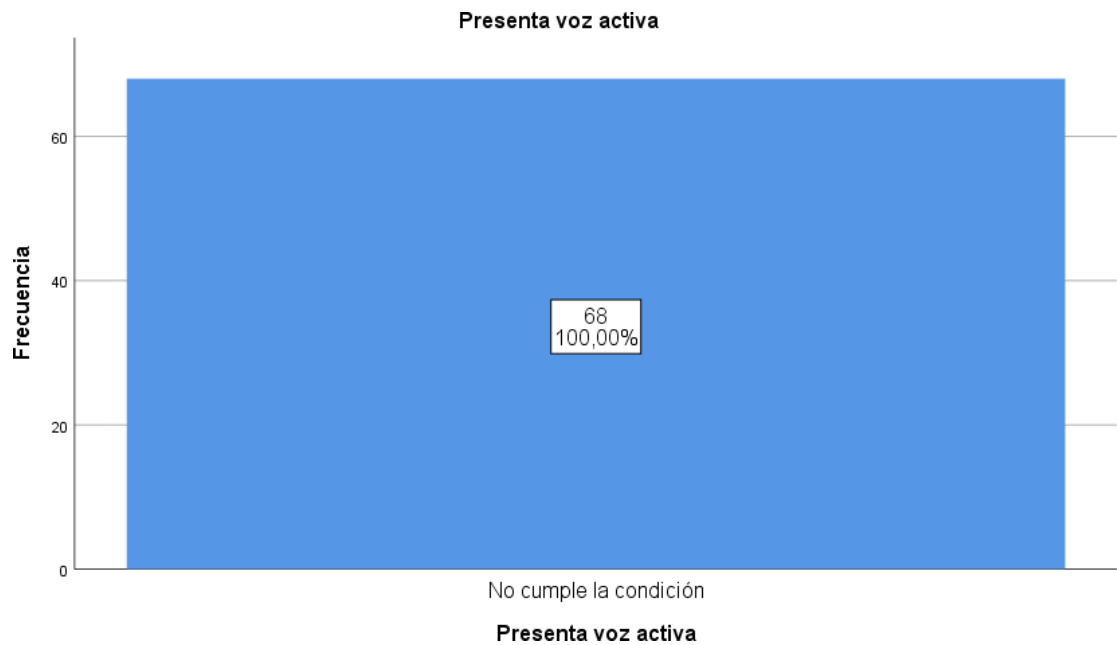 Presenta voz activa
Frecuencia
60
40
20
0
68
100,00%
No cumple la condición
Presenta voz activa